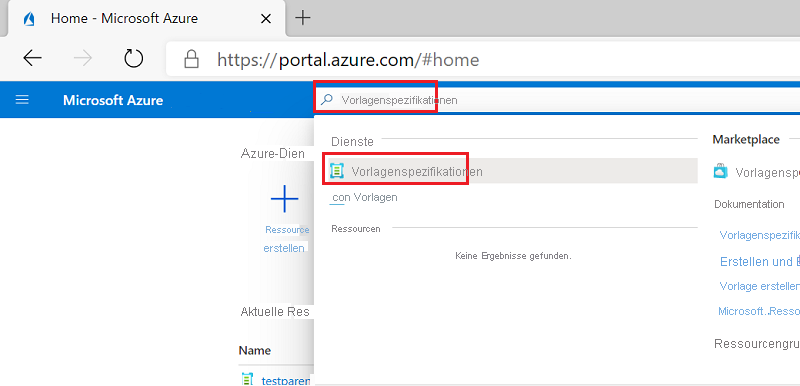 Home - Microsoft Azure
https://portal.azure.com/#home
Microsoft Azure
Vorlagenspezifikationen
Azure-Dien
Ressource
erstellen
Aktuelle Res
Name
testparen
Dienste
Vorlagenspezifikationen
con Vorlagen
Ressourcen
Keine Ergebnisse gefunden.
Marketplace
Vorlagensp
Dokumentation
Vorlagenspezifik
Erstellen und E
Vorlage erstellen
Microsoft..Resso
Ressourcengru